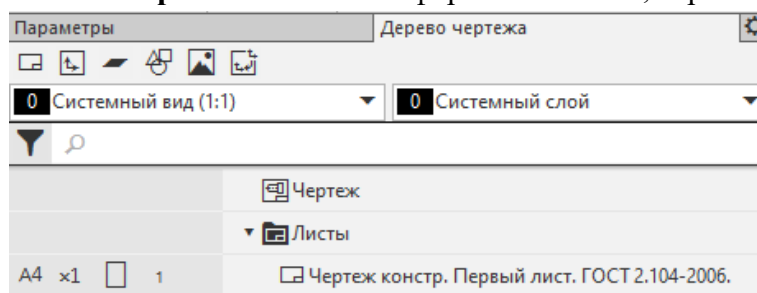 Параметры Дерево чертежа
0 Системный вид (1:1) 0 Системный слой
Чертеж
Листы
А4 ×1 1 Чертеж констр. Первый лист. ГОСТ 2.104-2006.